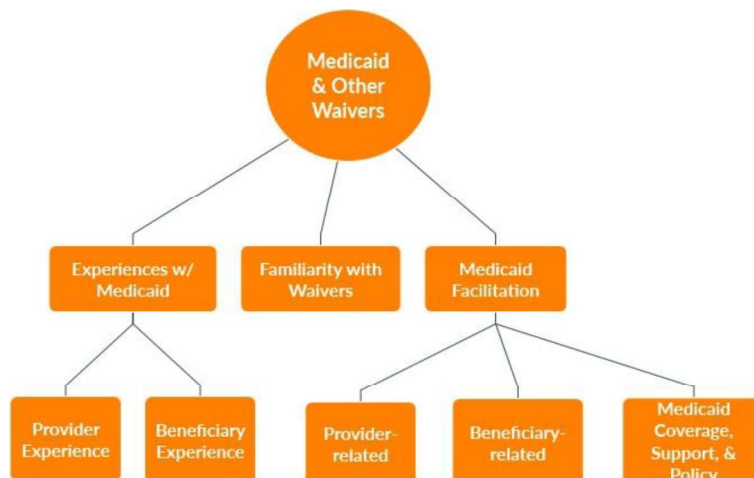 Medicaid
& Other
Waivers
Experiences w/
Medicaid
Familiarity with
Waivers
Medicaid
Facilitation
Provider
Experience
Beneficiary
Experience
Provider-
related
Beneficiary-
related
Medicaid
Coverage,
Support, &
Policy